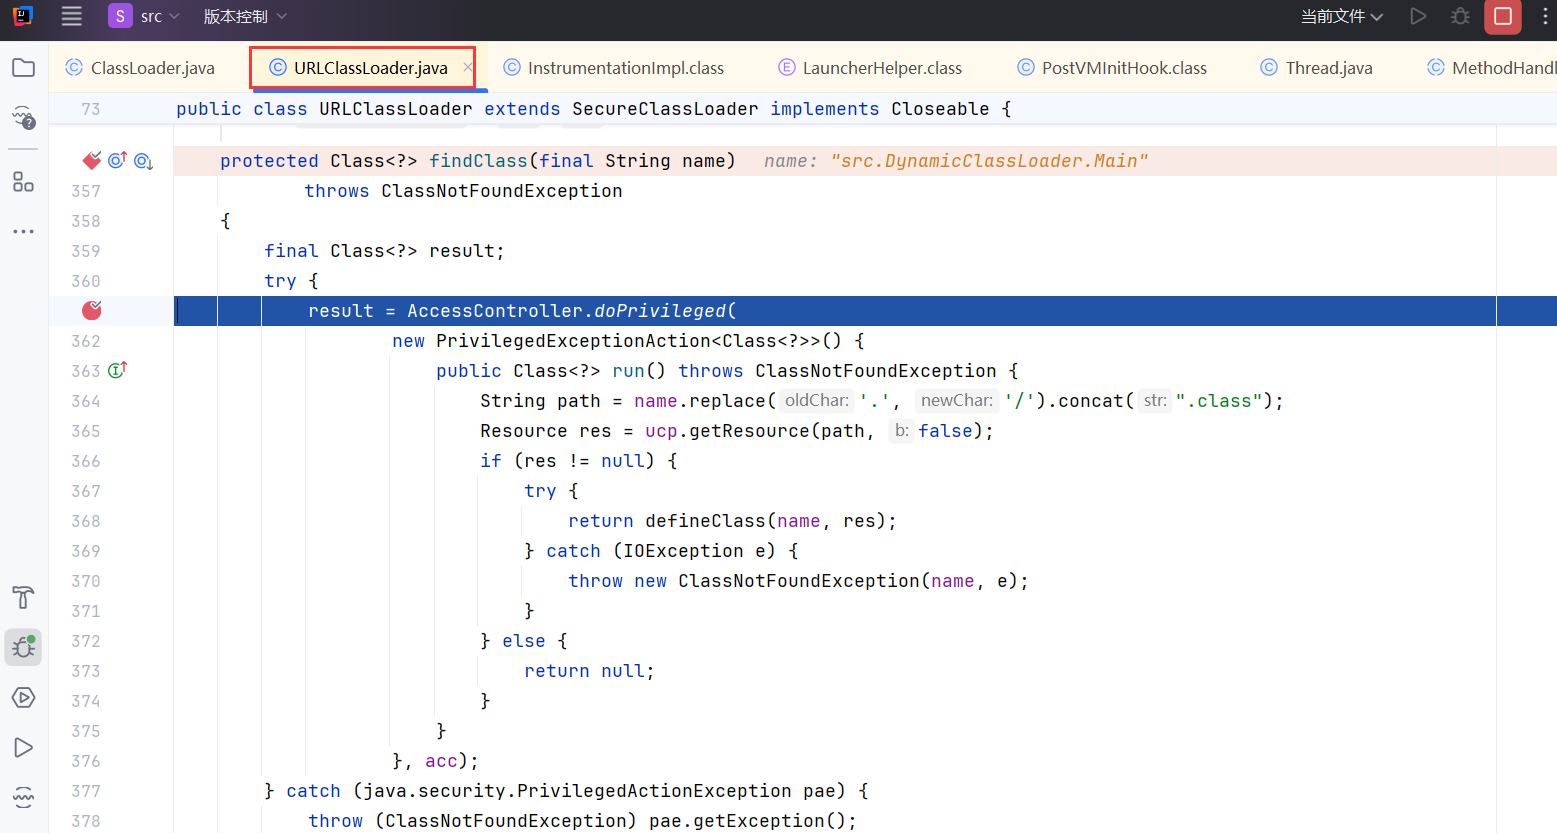 S src 版本控制 当前文件
ClassLoader.java URLClassLoader.java InstrumentationImpl.class LauncherHelper.class PostVMInitHook.class Thread.java MethodHandl
73 public class URLClassLoader extends SecureClassLoader implements Closeable {
protected Class<?> findClass(final String name) name: "src.DynamicClassLoader.Main"
357 throws ClassNotFoundException
358 {
359 final Class<?> result;
360 try {
result = AccessController.doPrivileged(
362 new PrivilegedExceptionAction<Class<?>>() {
363 public Class<?> run() throws ClassNotFoundException {
364 String path = name.replace( oldChar: '.', newChar: '/').concat( str: ".class");
365 Resource res = ucp.getResource(path, b: false);
366 if (res != null) {
367 try {
368 return defineClass(name, res);
369 } catch (IOException e) {
370 throw new ClassNotFoundException(name, e);
371 }
372 } else {
373 return null;
374 }
375 }
376 }, acc);
377 } catch (java.security.PrivilegedActionException pae) {
378 throw (ClassNotFoundException) pae.getException();